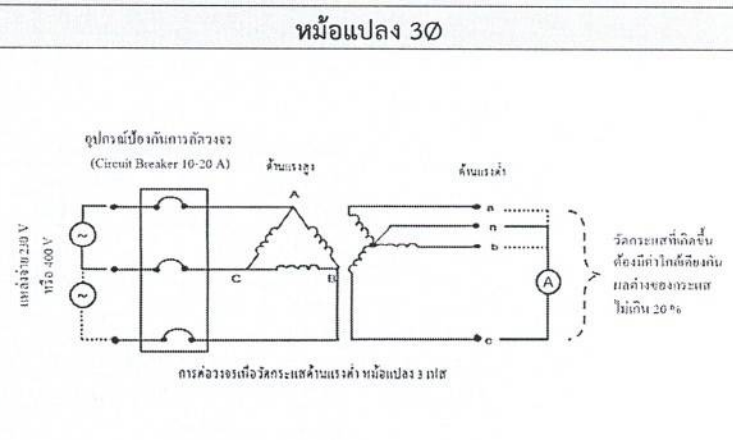 หม้อแปลง 3Ø
อุปกรณ์ป้องกันการลัดวงจร
(Circuit Breaker 10-20 A)
ด้านแรงสูง
ด้านแรงต่ำ
A
C
B
a
n
b
c
A
~
~
แหล่งจ่าย 230 V
หรือ 400 V
วัดกระแสที่เกิดขึ้น
ต้องมีค่าใกล้เคียงกัน
ผลต่างของกระแส
ไม่เกิน 20 %
การต่อวงจรเพื่อวัดกระแสด้านแรงต่ำ หม้อแปลง 3 เฟส